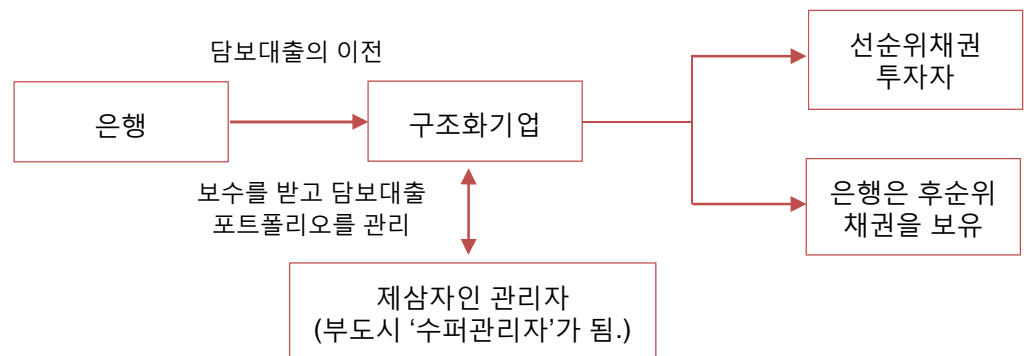 담보대출의 이전
은행
구조화기업
선순위채권
투자자
보수를 받고 담보대출
포트폴리오를 관리
은행은 후순위
채권을 보유
제삼자인 관리자
(부도시 ‘수퍼관리자’가 됨.)